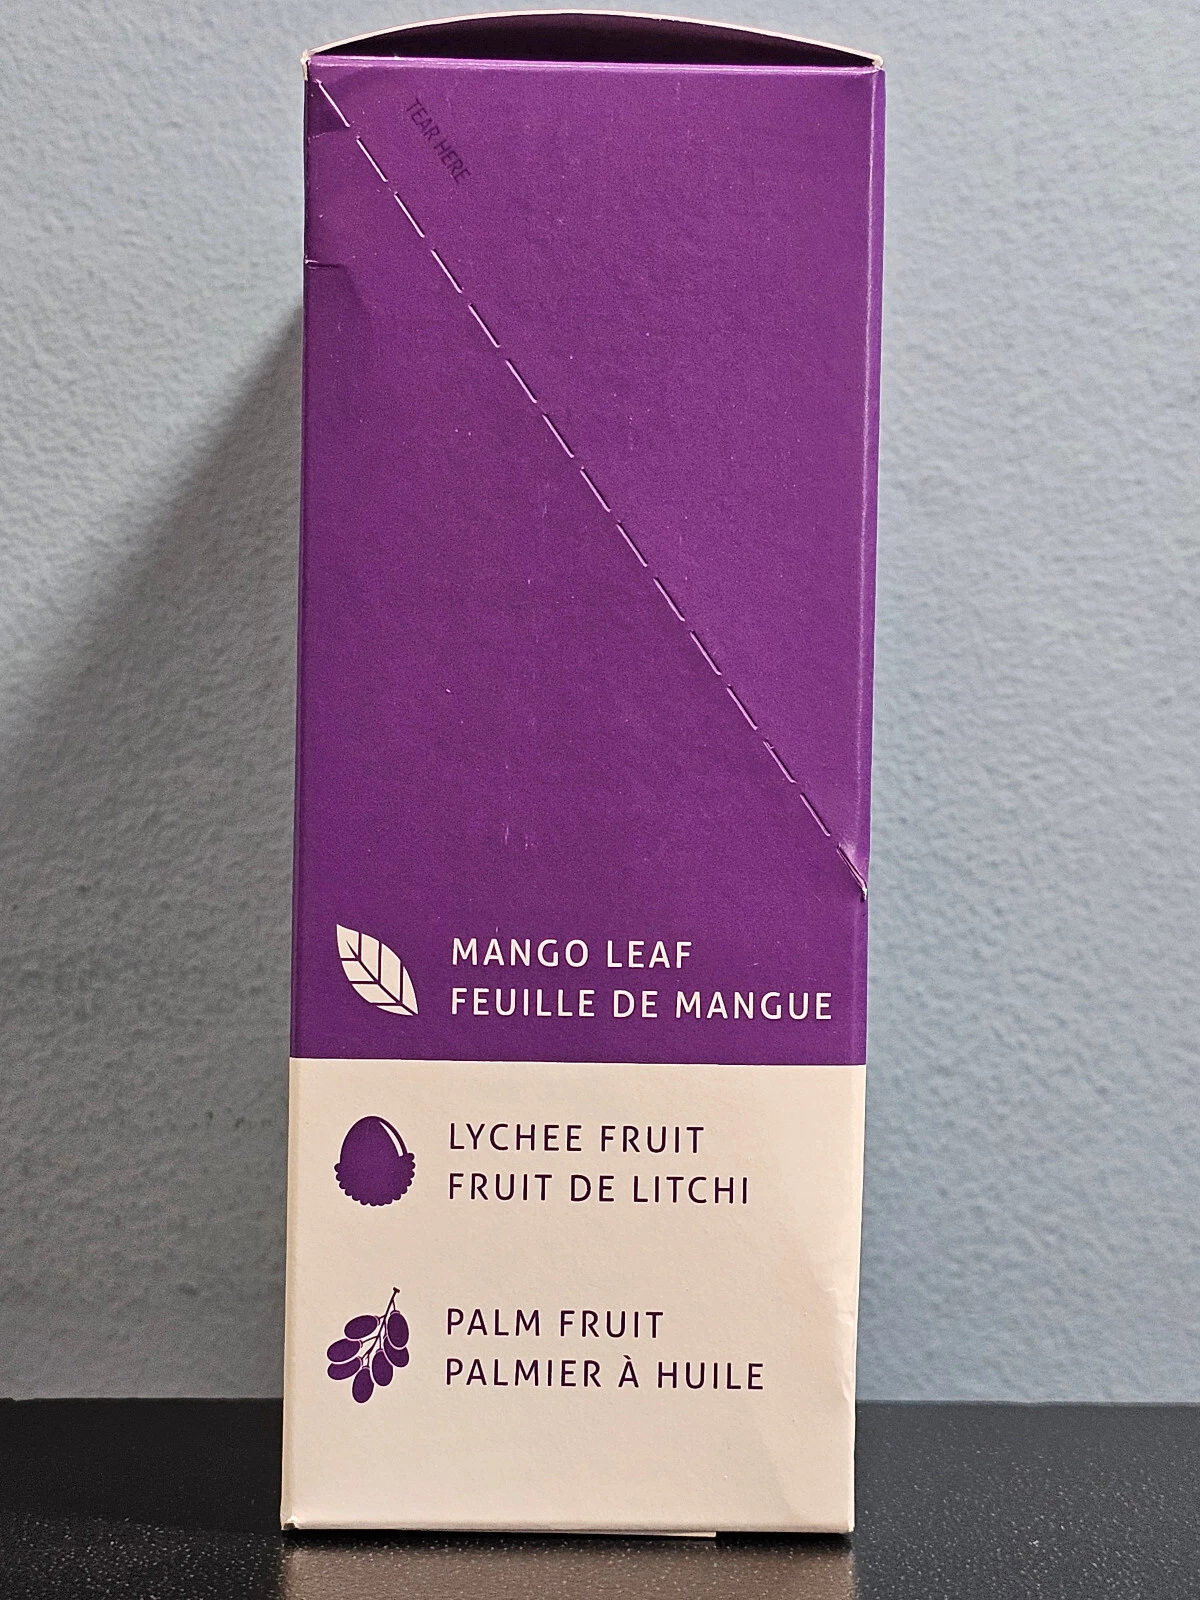 TEAR HERE
MANGO LEAF
FEUILLE DE MANGUE
LYCHEE FRUIT
FRUIT DE LITCHI
PALM FRUIT
PALMIER À HUILE